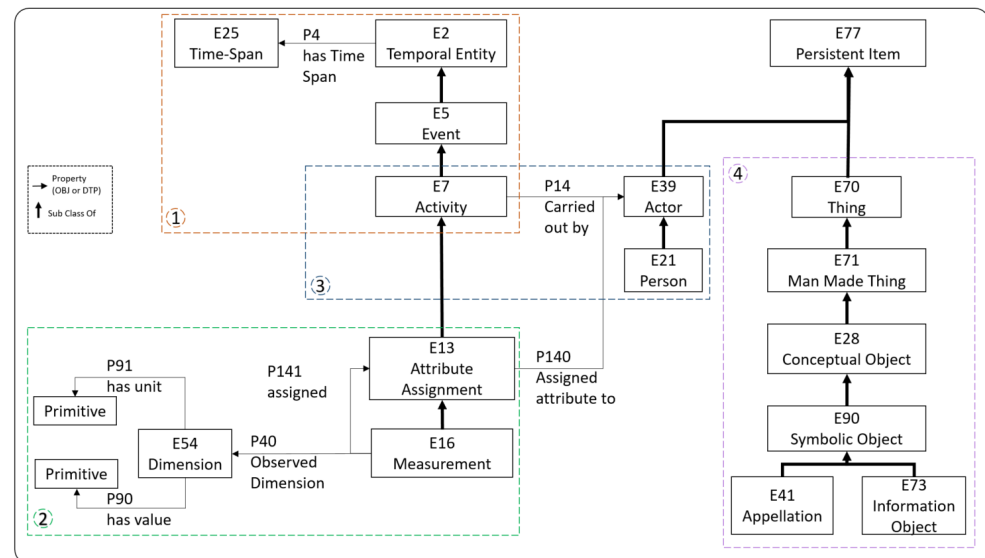 E25
Time-Span
P4
has Time
Span
E2
Temporal Entity
E77
Persistent Item
E5
Event
Property
(OBJ or DTP)
Sub Class Of
1
E7
Activity
P14
Carried
out by
E39
Actor
4
E70
Thing
3
E21
Person
E71
Man Made Thing
E28
Conceptual Object
P91
has unit
Primitive
P141
assigned
E13
Attribute
Assignment
P140
Assigned
attribute to
E54
Dimension
P40
Observed
Dimension
E16
Measurement
E90
Symbolic Object
Primitive
P90
has value
2
E41
Appellation
E73
Information
Object